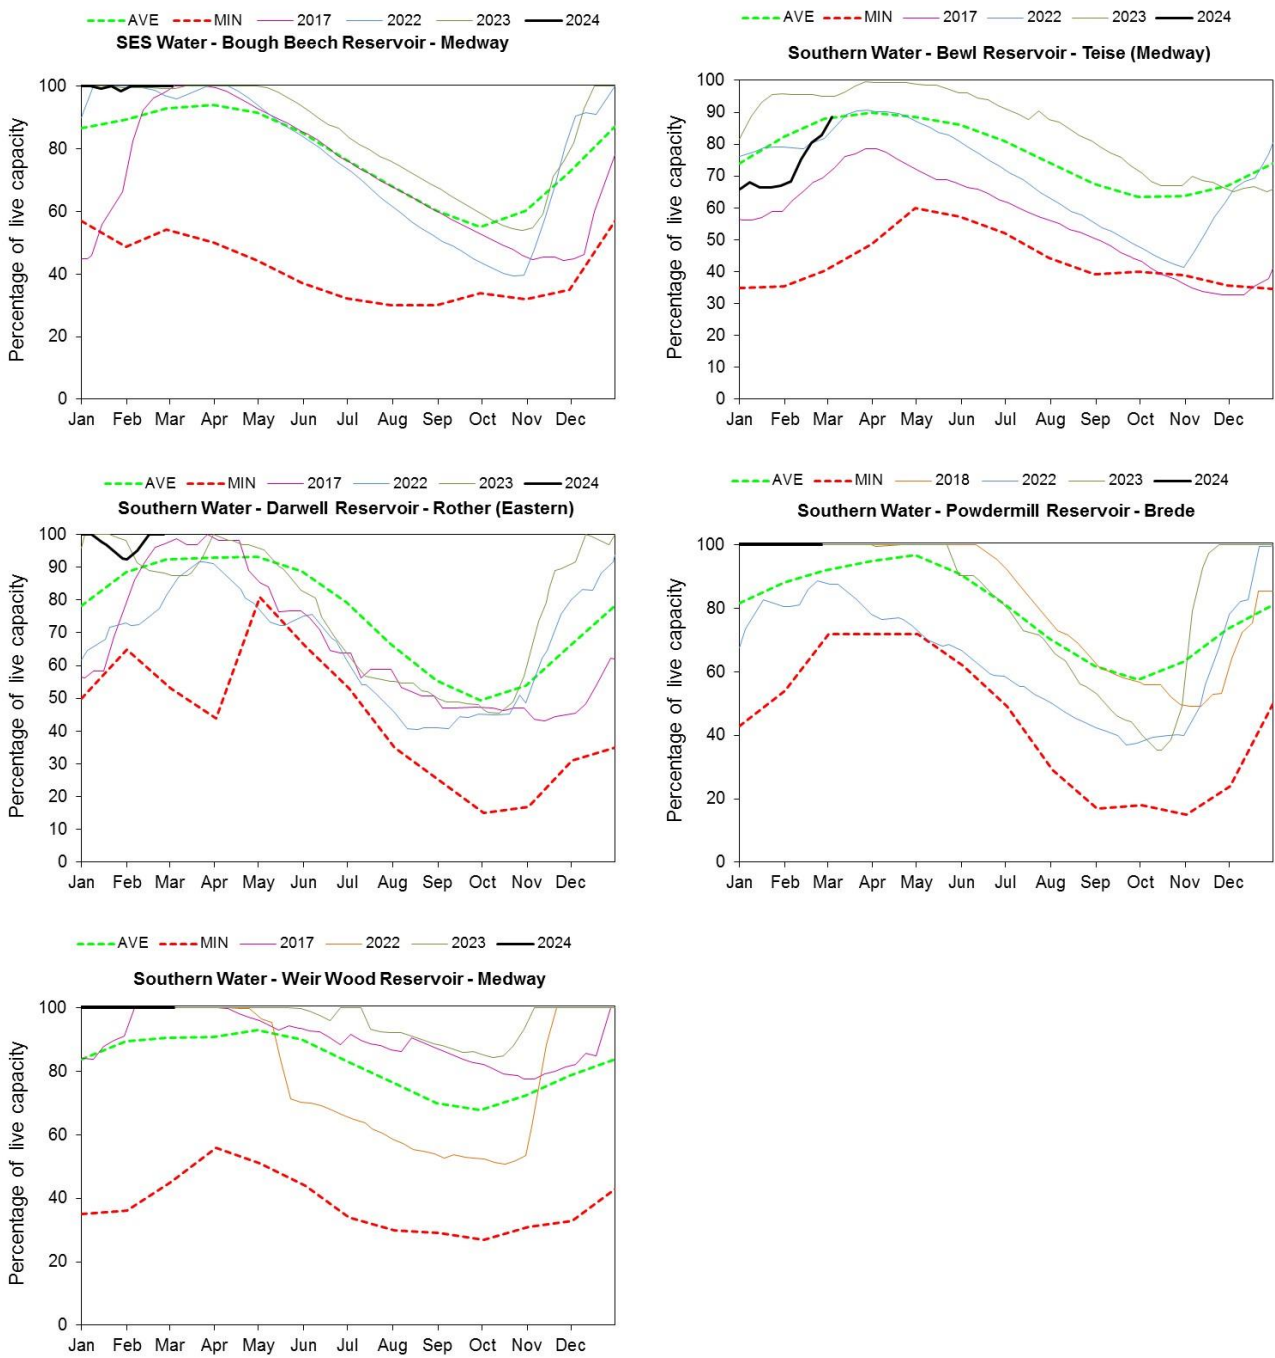 AVE MIN 2017 2022 2023 2024
SES Water - Bough Beech Reservoir - Medway
Percentage of live capacity
100
80
60
40
20
0
Jan Feb Mar Apr May Jun Jul Aug Sep Oct Nov Dec
AVE MIN 2017 2022 2023 2024
Southern Water - Bewl Reservoir - Teise (Medway)
Percentage of live capacity
100
90
80
70
60
50
40
30
20
10
0
Jan Feb Mar Apr May Jun Jul Aug Sep Oct Nov Dec
AVE MIN 2017 2022 2023 2024
Southern Water - Darwell Reservoir - Rother (Eastern)
Percentage of live capacity
100
90
80
70
60
50
40
30
20
10
0
Jan Feb Mar Apr May Jun Jul Aug Sep Oct Nov Dec
AVE MIN 2018 2022 2023 2024
Southern Water - Powdermill Reservoir - Brede
Percentage of live capacity
100
80
60
40
20
0
Jan Feb Mar Apr May Jun Jul Aug Sep Oct Nov Dec
AVE MIN 2017 2022 2023 2024
Southern Water - Weir Wood Reservoir - Medway
Percentage of live capacity
100
80
60
40
20
0
Jan Feb Mar Apr May Jun Jul Aug Sep Oct Nov Dec